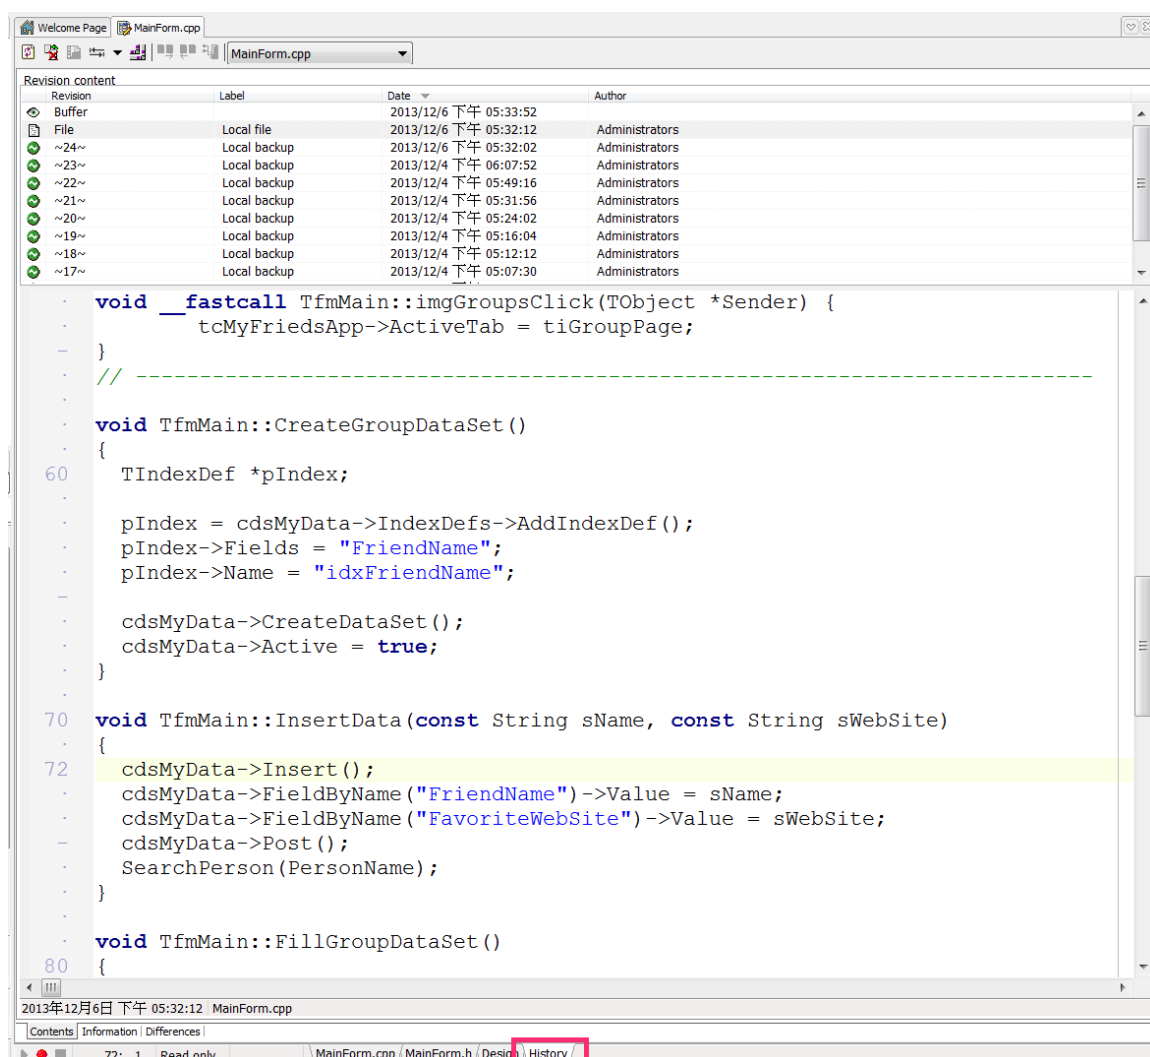 Welcome Page MainForm.cpp
MainForm.cpp
Revision content
Revision Label Date Author
Buffer 2013/12/6 下午 05:33:52
File Local file 2013/12/6 下午 05:32:12 Administrators
~24~ Local backup 2013/12/6 下午 05:32:02 Administrators
~23~ Local backup 2013/12/4 下午 06:07:52 Administrators
~22~ Local backup 2013/12/4 下午 05:49:16 Administrators
~21~ Local backup 2013/12/4 下午 05:31:56 Administrators
~20~ Local backup 2013/12/4 下午 05:24:02 Administrators
~19~ Local backup 2013/12/4 下午 05:16:04 Administrators
~18~ Local backup 2013/12/4 下午 05:12:12 Administrators
~17~ Local backup 2013/12/4 下午 05:07:30 Administrators
void __fastcall TfmMain::imgGroupsClick(TObject *Sender) {
tcMyFriedsApp->ActiveTab = tiGroupPage;
}
// ---------------------------------------------------------------------------
void TfmMain::CreateGroupDataSet()
{
60 TIndexDef *pIndex;
pIndex = cdsMyData->IndexDefs->AddIndexDef();
pIndex->Fields = "FriendName";
pIndex->Name = "idxFriendName";
cdsMyData->CreateDataSet();
cdsMyData->Active = true;
}
70 void TfmMain::InsertData(const String sName, const String sWebSite)
{
72 cdsMyData->Insert();
cdsMyData->FieldByName("FriendName")->Value = sName;
cdsMyData->FieldByName("FavoriteWebSite")->Value = sWebSite;
cdsMyData->Post();
SearchPerson(PersonName);
}
void TfmMain::FillGroupDataSet()
80 {
2013年12月6日 下午 05:32:12 MainForm.cpp
Contents Information Differences
72: 1 Read only MainForm.cpp MainForm.h Design History